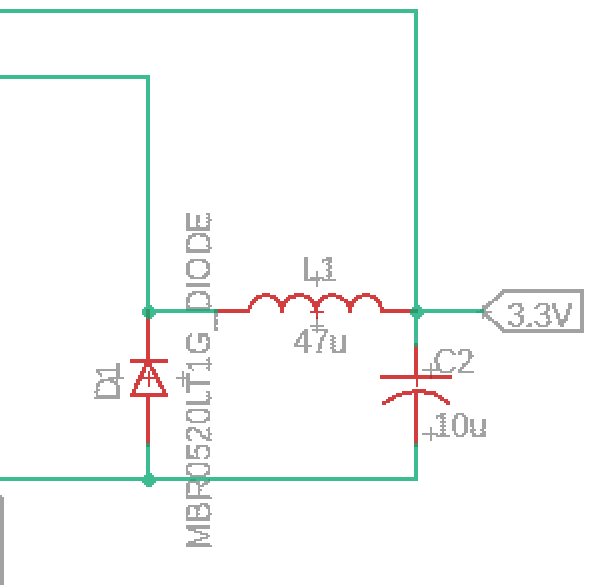 L1
47u
3.3V
C2
10u
D1
MBR0520LT1G_DIODE